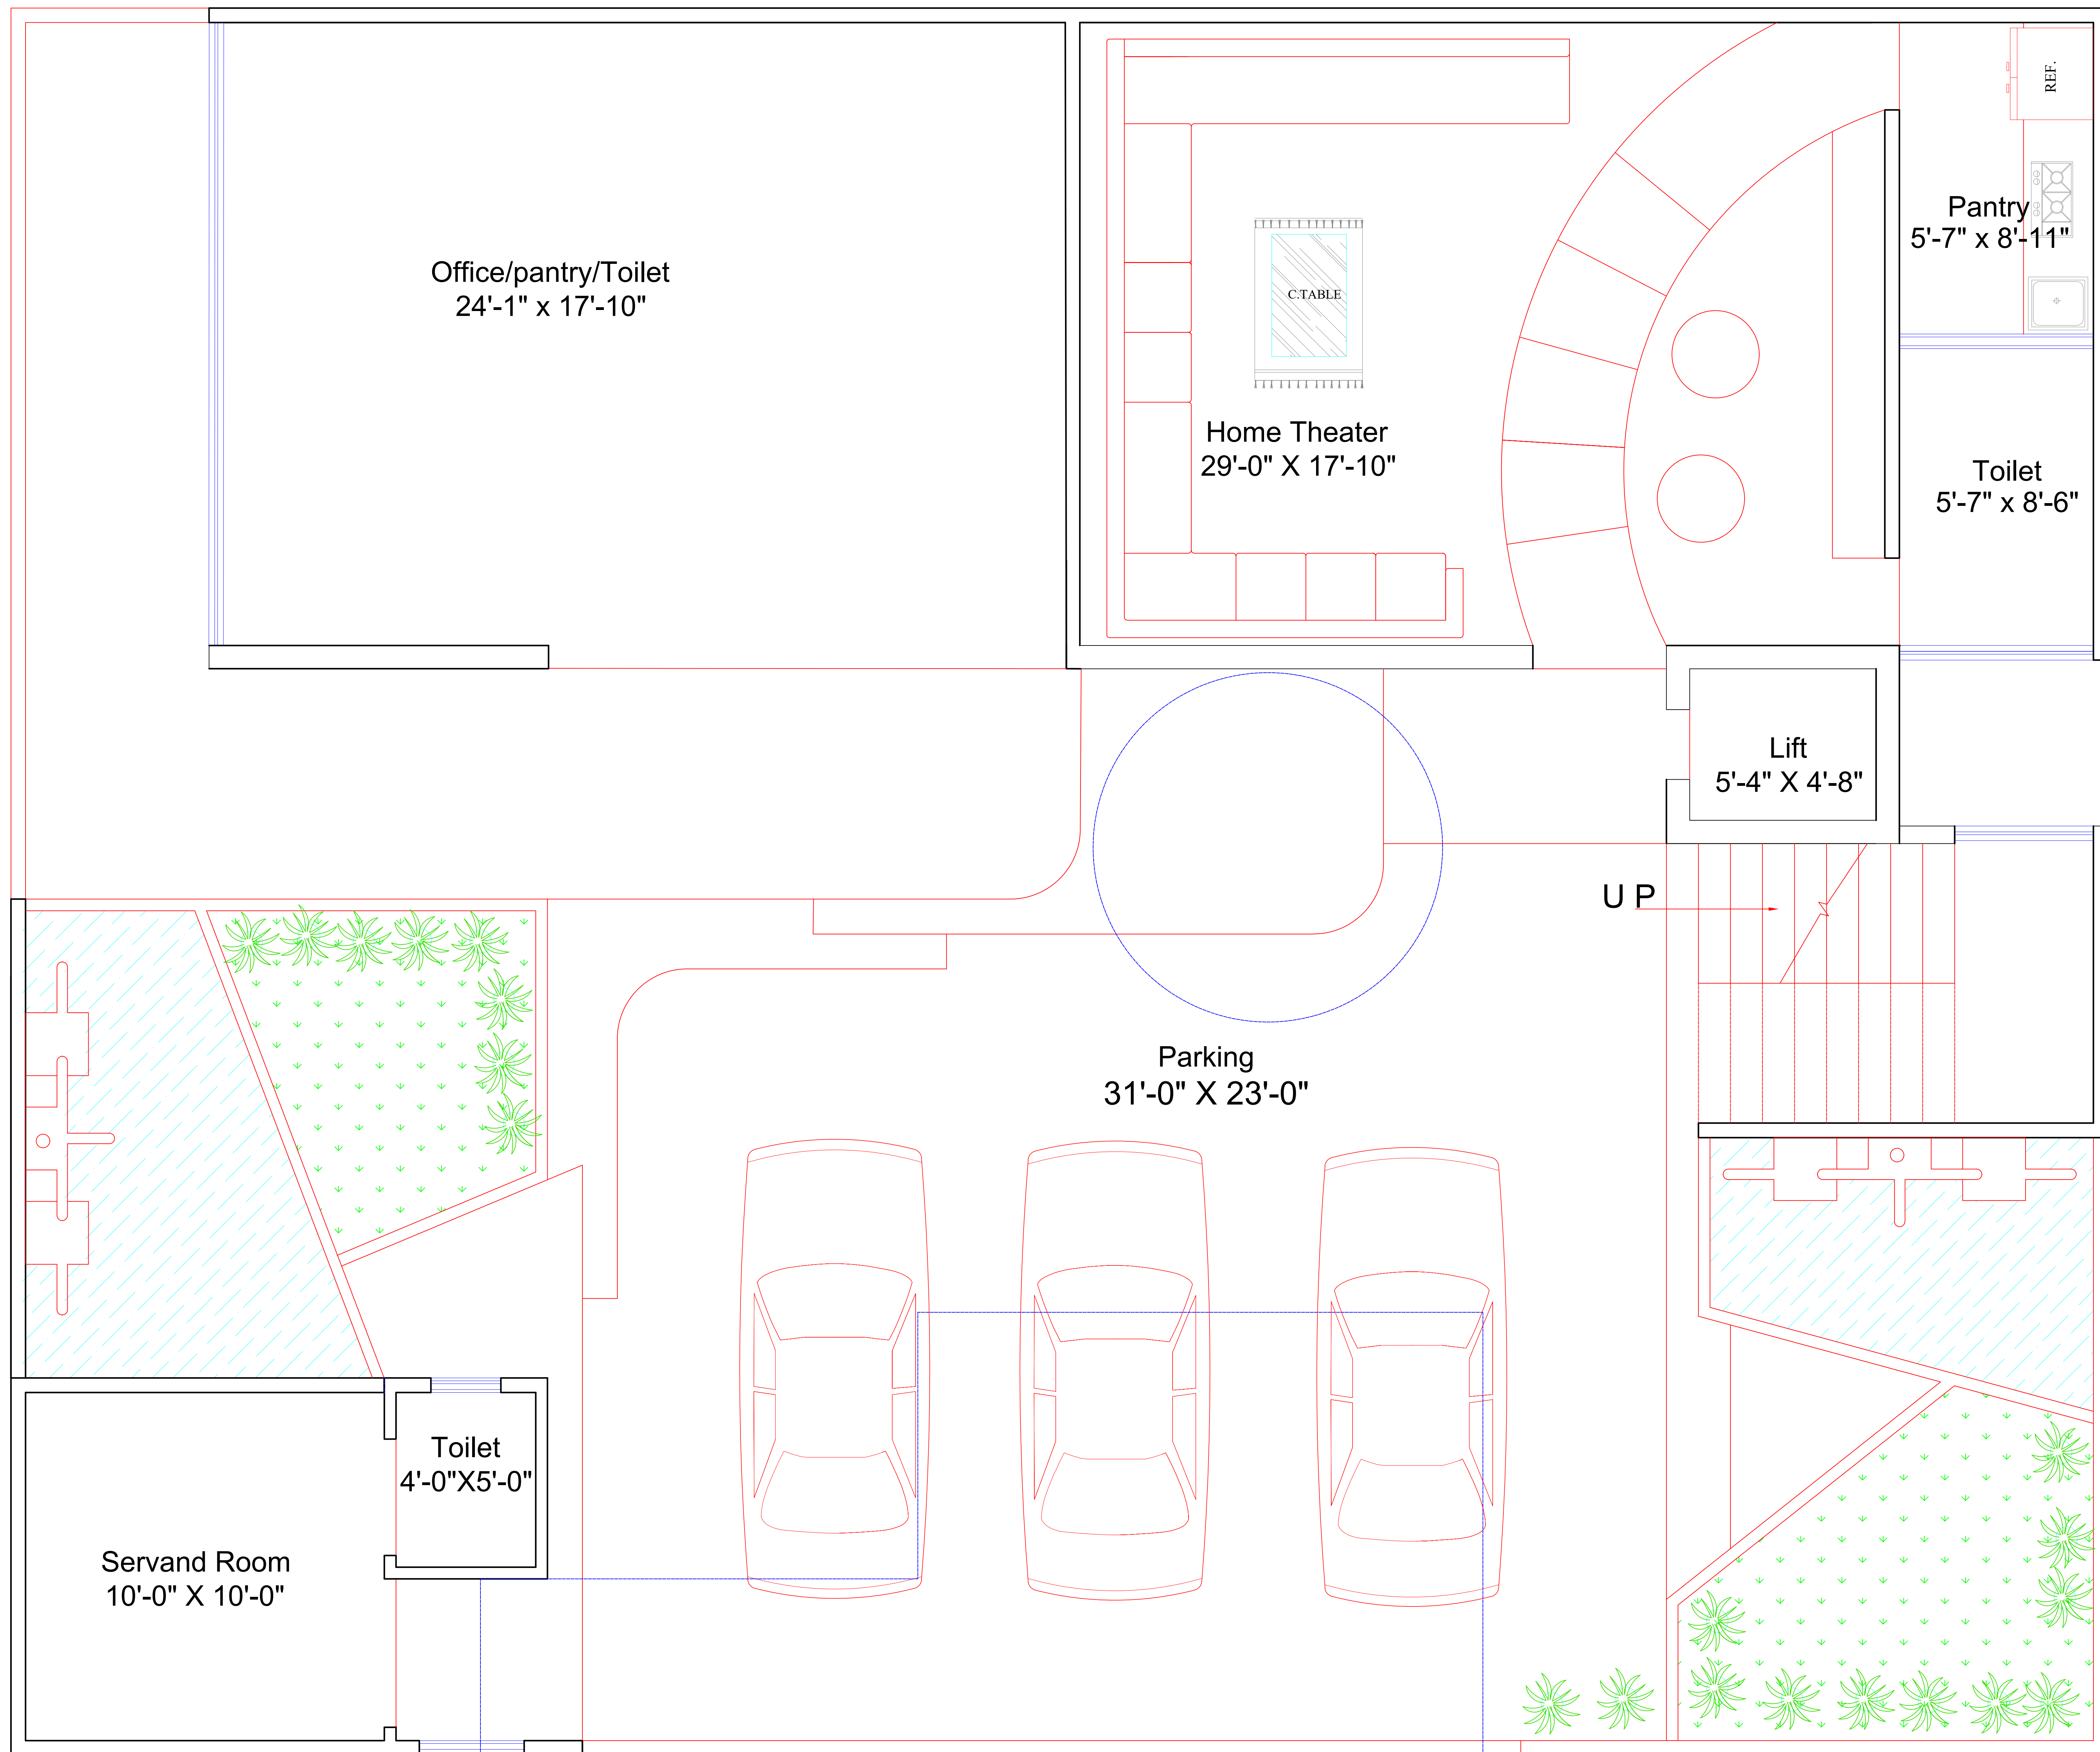 REF.
Pantry
5'-7" x 8'-11"
Office/pantry/Toilet
24'-1" x 17'-10"
C.TABLE
Home Theater
29'-0" X 17'-10"
Toilet
5'-7" x 8'-6"
Lift
5'-4" X 4'-8"
U P
Parking
31'-0" X 23'-0"
Toilet
4'-0"X5'-0"
Servand Room
10'-0" X 10'-0"